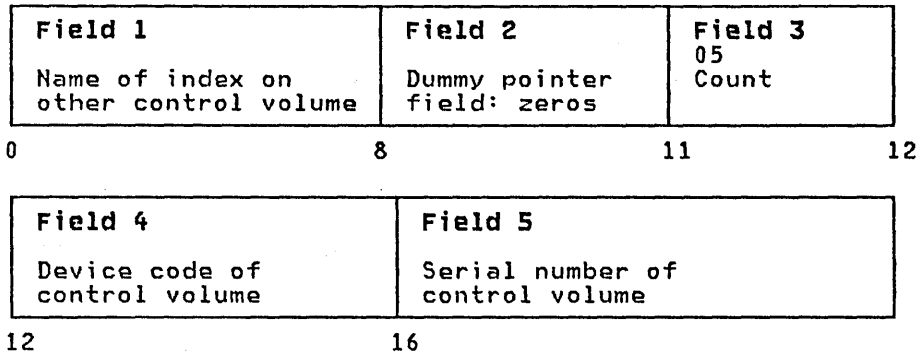 Field 1
Name of index on
other control volume
Field 2
Dummy pointer
field: zeros
Field 3
05
Count
0 8 11 12
Field 4
Device code of
control volume
Field 5
Serial number of
control volume
12 16